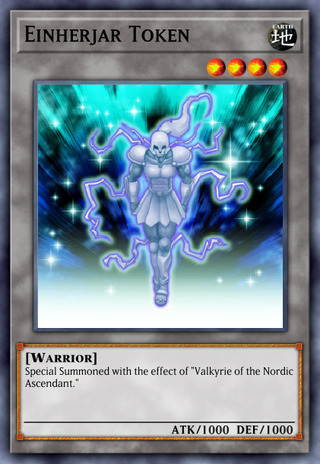 Einherjar Token
EARTH
地
[Warrior]
Special Summoned with the effect of "Valkyrie of the Nordic
Ascendant."
ATK/1000 DEF/1000